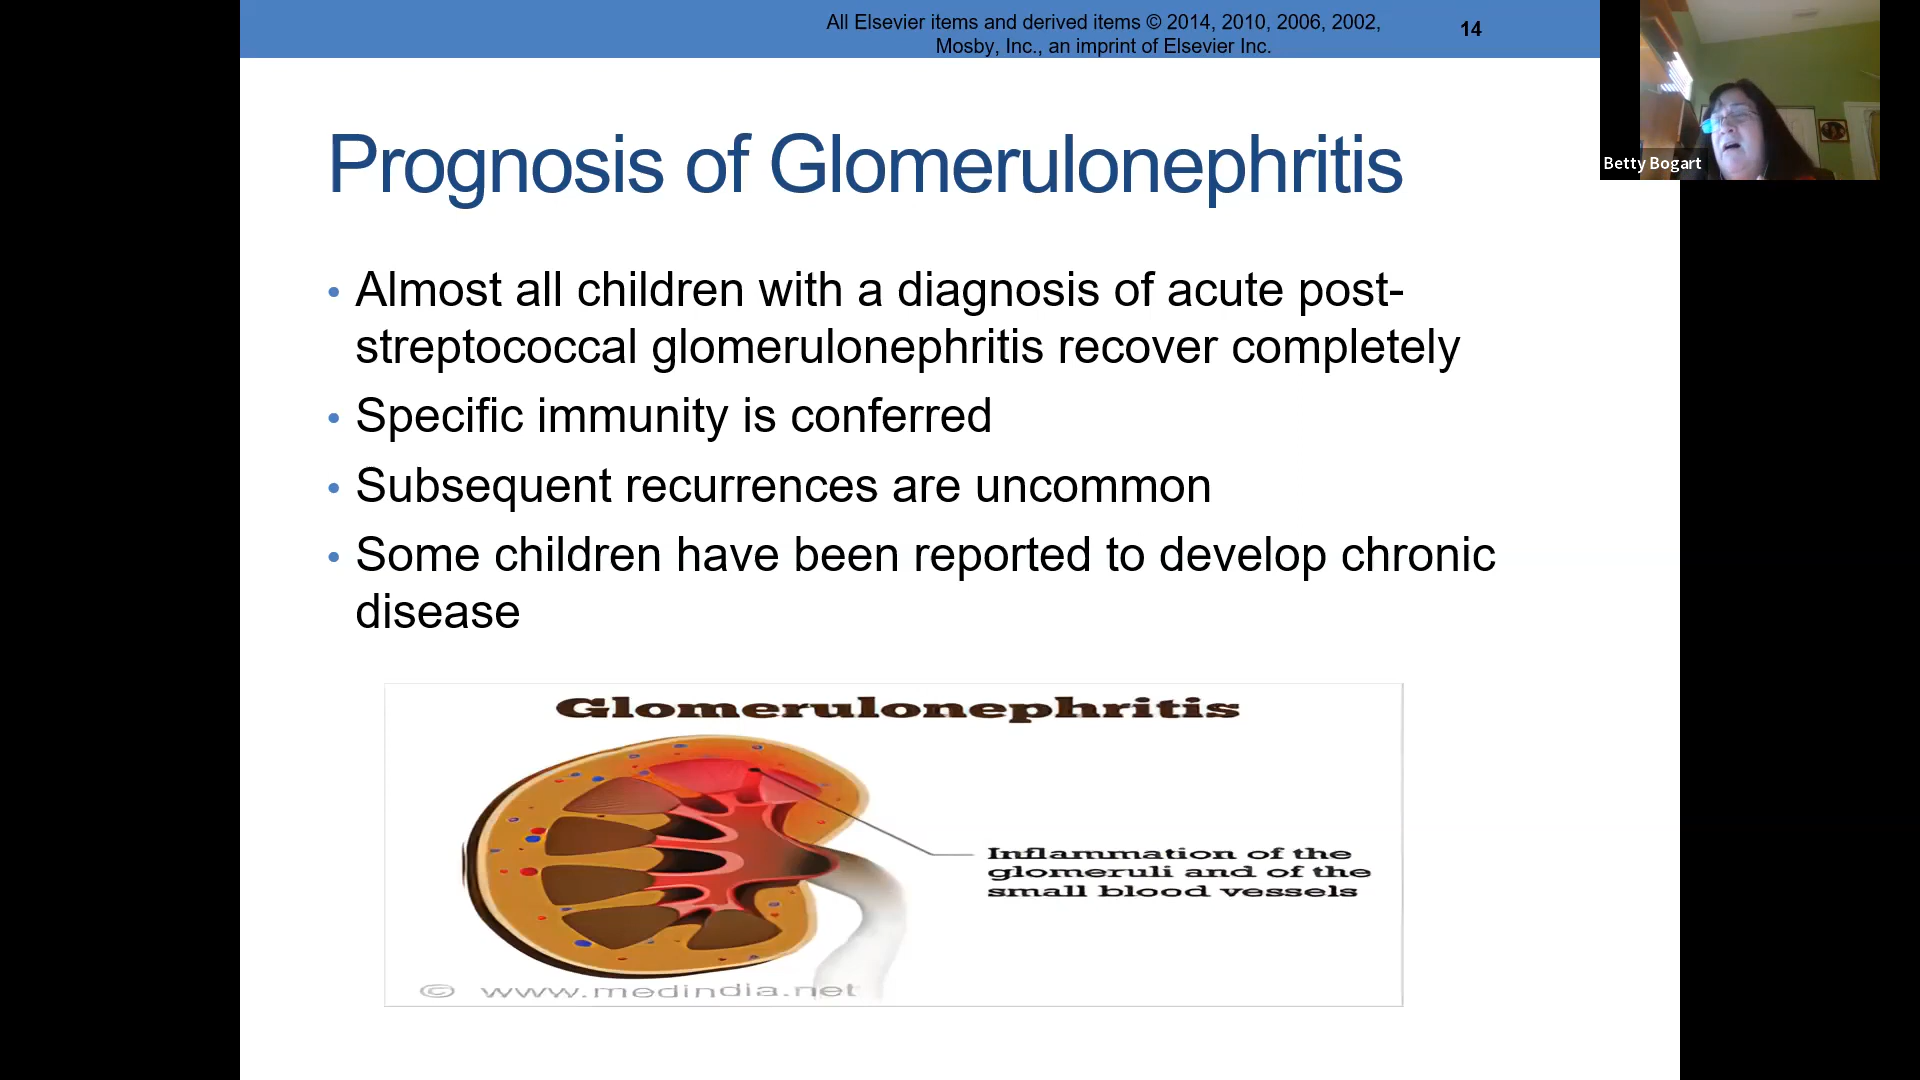 All Elsevier items and derived items © 2014, 2010, 2006, 2002,
Mosby, Inc., an imprint of Elsevier Inc.
14
Betty Bogart
Prognosis of Glomerulonephritis
• Almost all children with a diagnosis of acute post-
streptococcal glomerulonephritis recover completely
• Specific immunity is conferred
• Subsequent recurrences are uncommon
• Some children have been reported to develop chronic
disease
Glomerulonephritis
Inflammation of the
glomeruli and of the
small blood vessels
© www.medindia.net